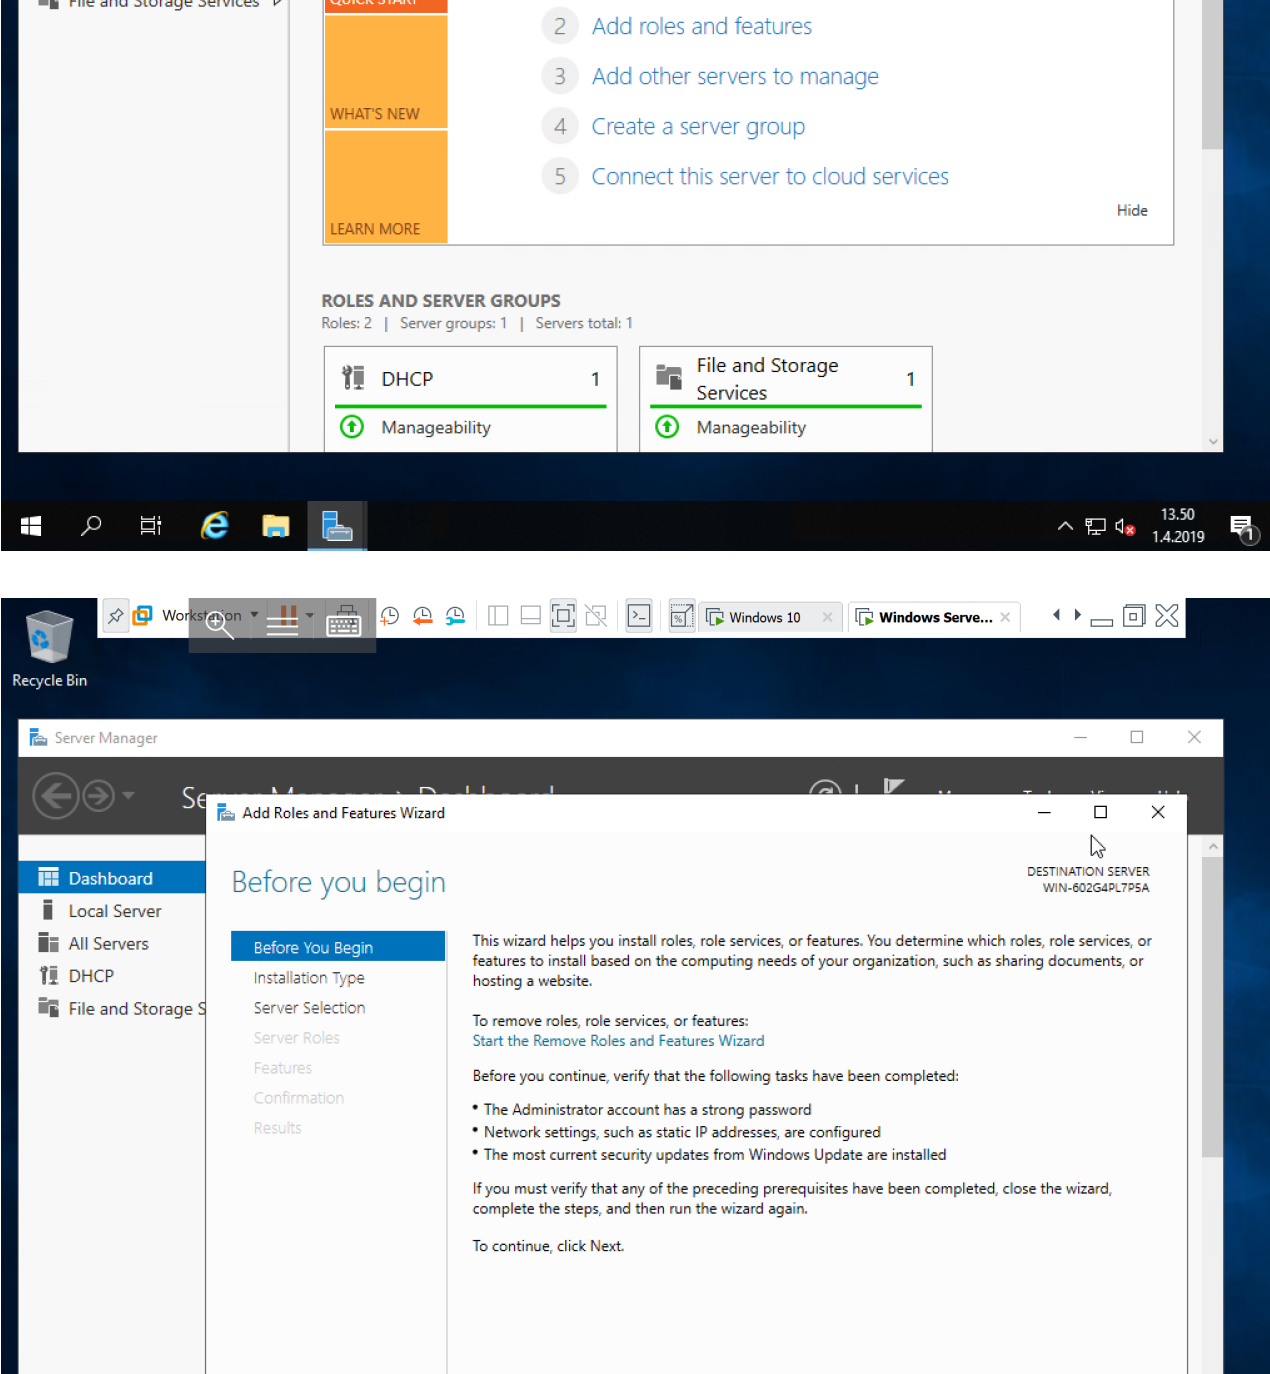 File and Storage Services
QUICK START
2 Add roles and features
3 Add other servers to manage
WHAT'S NEW
4 Create a server group
5 Connect this server to cloud services
Hide
LEARN MORE
ROLES AND SERVER GROUPS
Roles: 2 | Server groups: 1 | Servers total: 1
DHCP 1
File and Storage Services 1
Manageability
Manageability
13.50
1.4.2019
1
Workstation
Windows 10
Windows Serve...
Recycle Bin
Server Manager
Server Manager Dashboard
Add Roles and Features Wizard
Dashboard
Local Server
All Servers
DHCP
File and Storage S
Before you begin
DESTINATION SERVER
WIN-602G4PL7P5A
Before You Begin
Installation Type
Server Selection
Server Roles
Features
Confirmation
Results
This wizard helps you install roles, role services, or features. You determine which roles, role services, or
features to install based on the computing needs of your organization, such as sharing documents, or
hosting a website.
To remove roles, role services, or features:
Start the Remove Roles and Features Wizard
Before you continue, verify that the following tasks have been completed:
• The Administrator account has a strong password
• Network settings, such as static IP addresses, are configured
• The most current security updates from Windows Update are installed
If you must verify that any of the preceding prerequisites have been completed, close the wizard,
complete the steps, and then run the wizard again.
To continue, click Next.